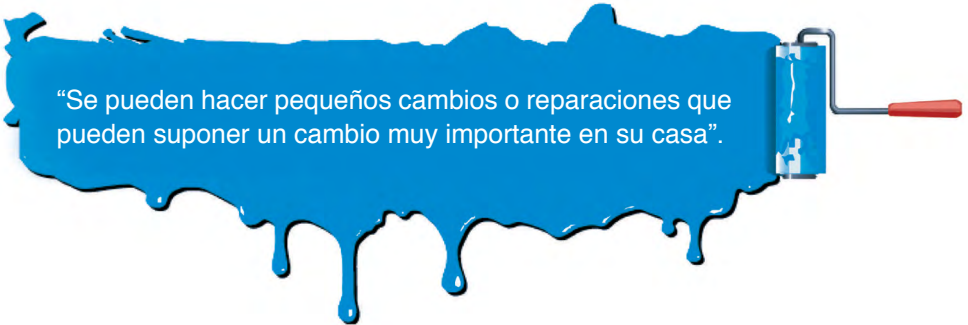 “Se pueden hacer pequeños cambios o reparaciones que
pueden suponer un cambio muy importante en su casa”.